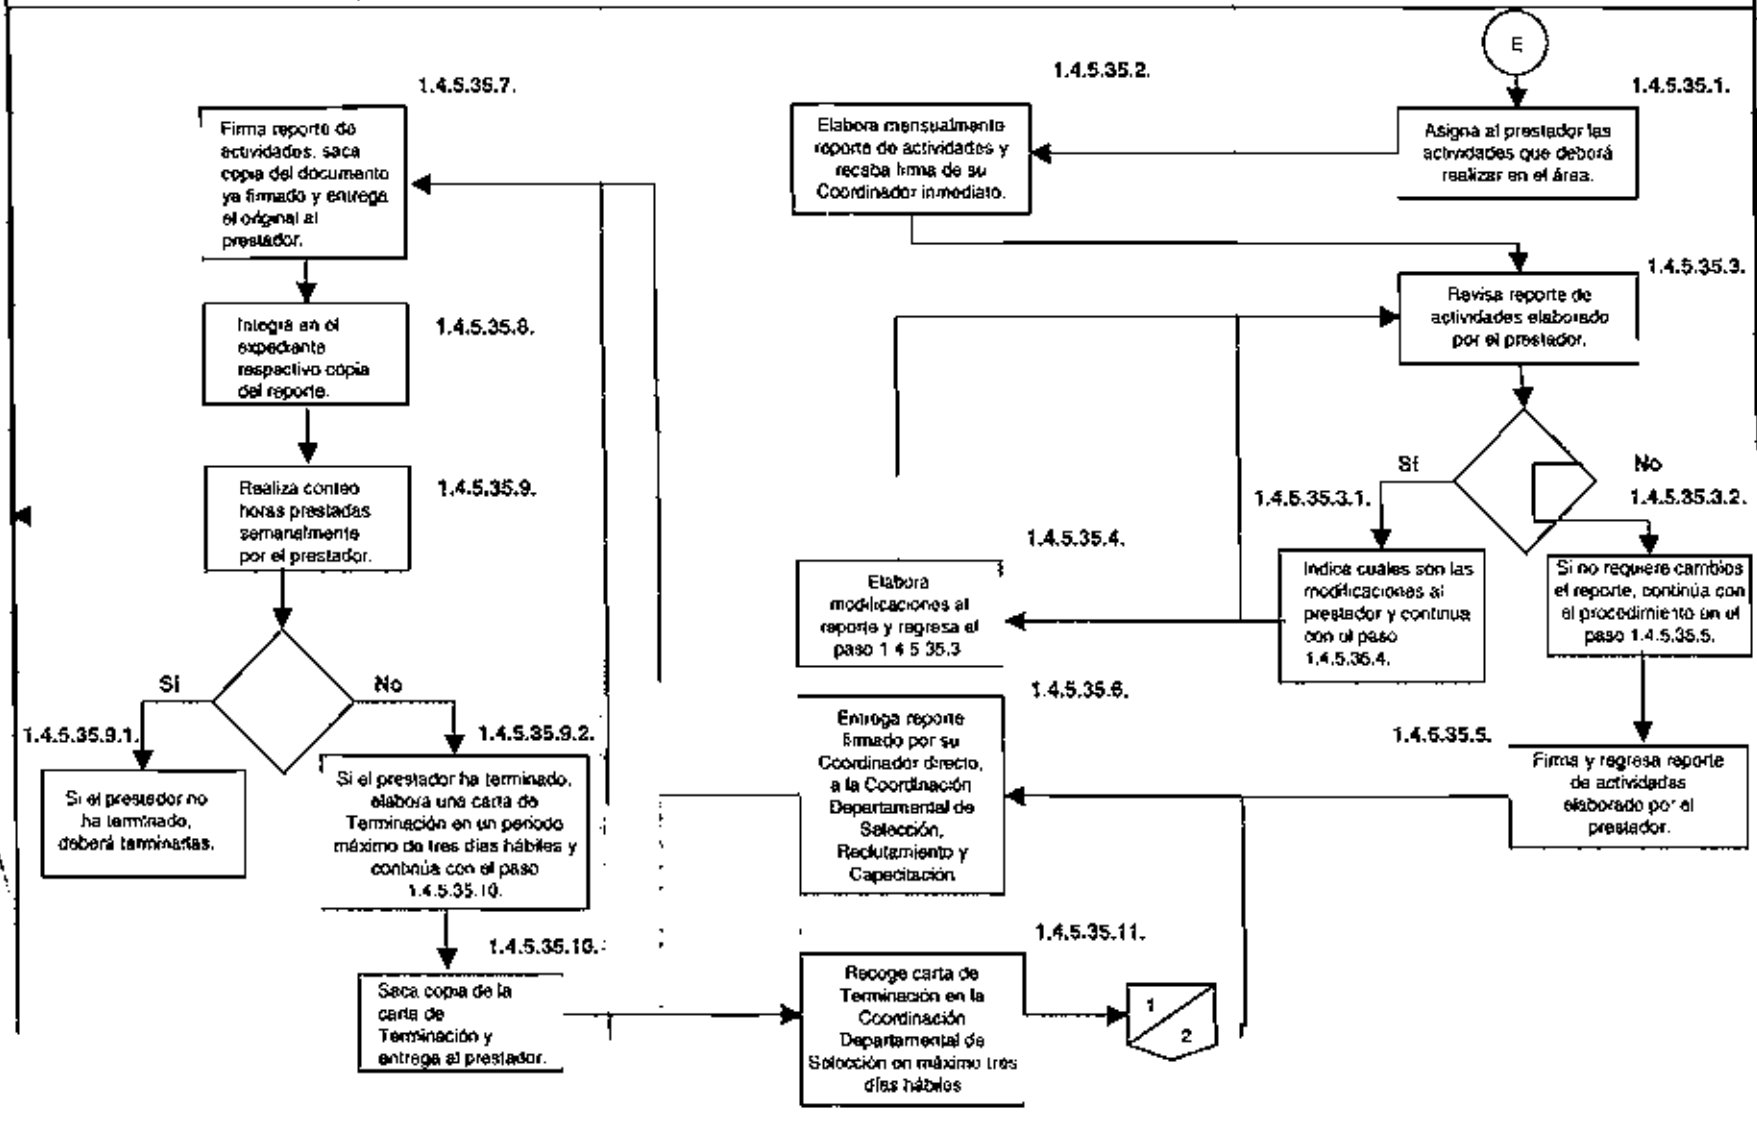 E
1.4.5.35.1.
Asigna al prestador las
actividades que deberá
realizar en el área.
1.4.5.35.2.
Elabora mensualmente
reporte de actividades y
recaba firma de su
Coordinador inmediato.
1.4.5.35.3.
Revisa reporte de
actividades elaborado
por el prestador.
Sí
No
1.4.5.35.3.1.
1.4.5.35.3.2.
Indica cuáles son las
modificaciones al
prestador y continua
con el paso
1.4.5.35.4.
Si no requiere cambios
el reporte, continúa con
el procedimiento en el
paso 1.4.5.35.5.
1.4.5.35.4.
Elabora
modificaciones al
reporte y regresa al
paso 1 4 5 35.3
1.4.5.35.5.
Firma y regresa reporte
de actividades
elaborado por el
prestador.
1.4.5.35.6.
Entrega reporte
firmado por su
Coordinador directo,
a la Coordinación
Departamental de
Selección,
Reclutamiento y
Capacitación
1.4.5.35.7.
Firma reporte de
actividades, saca
copia del documento
ya firmado y entrega
el original al
prestador.
1.4.5.35.8.
Integra en el
expediente
respectivo copia
del reporte.
1.4.5.35.9.
Realiza conteo
horas prestadas
semanalmente
por el prestador.
Sí
No
1.4.5.35.9.1.
1.4.5.35.9.2.
Si el prestador no
ha terminado,
deberá terminarlas.
Si el prestador ha terminado,
elabora una carta de
Terminación en un período
máximo de tres días hábiles y
continúa con el paso
1.4.5.35.10.
1.4.5.35.10.
Saca copia de la
carta de
Terminación y
entrega al prestador.
1.4.5.35.11.
Recoge carta de
Terminación en la
Coordinación
Departamental de
Selección en máximo tres
días hábiles
1
2